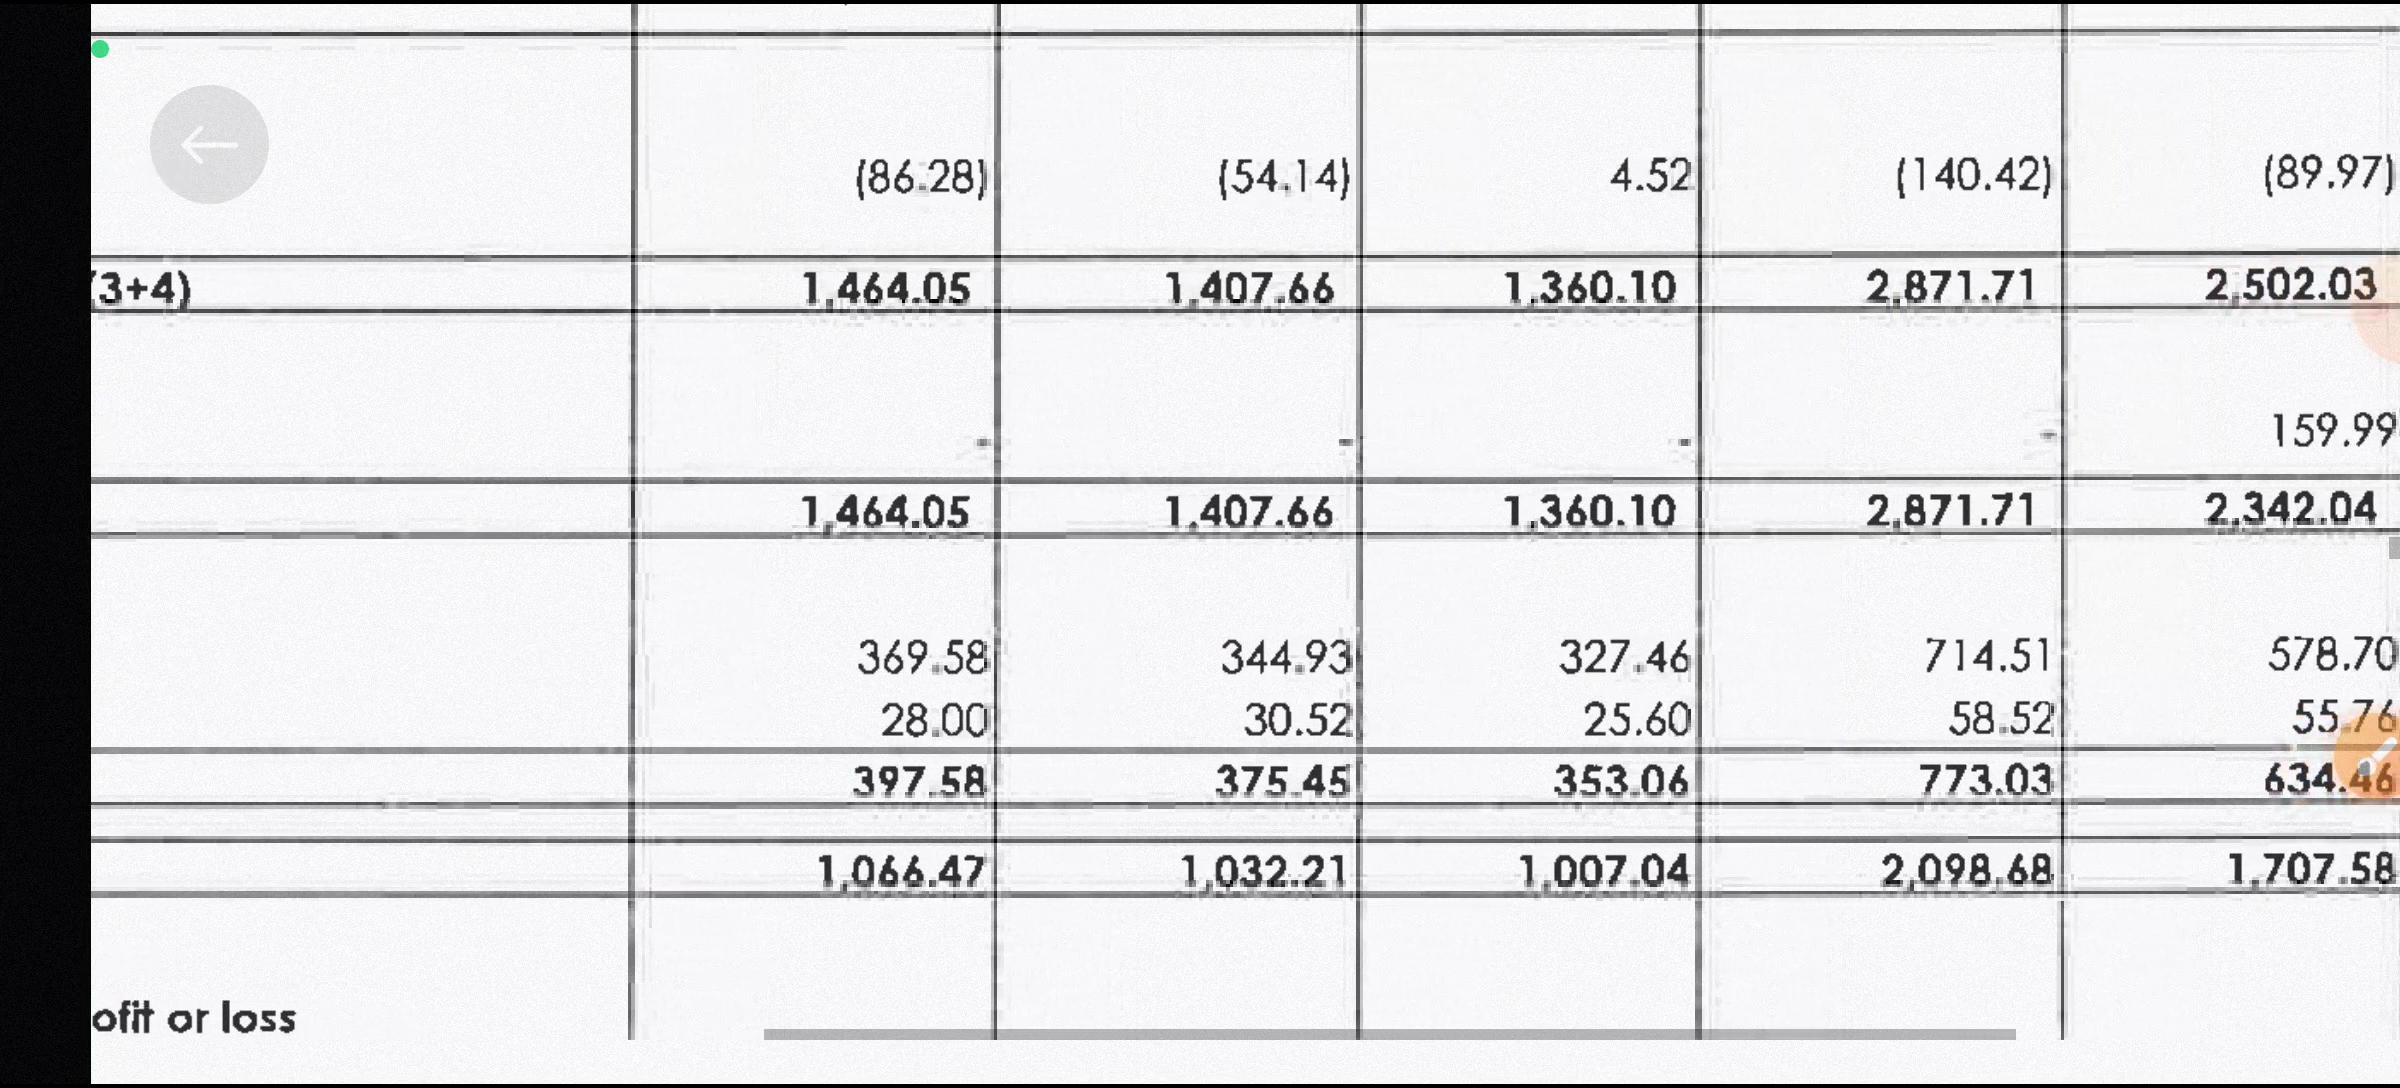 (86.28) (54.14) 4.52 (140.42) (89.97)
(3+4) 1,464.05 1,407.66 1,360.10 2,871.71 2,502.03
- - - - 159.99
1,464.05 1,407.66 1,360.10 2,871.71 2,342.04
369.58 344.93 327.46 714.51 578.70
28.00 30.52 25.60 58.52 55.76
397.58 375.45 353.06 773.03 634.46
1,066.47 1,032.21 1,007.04 2,098.68 1,707.58
ofit or loss